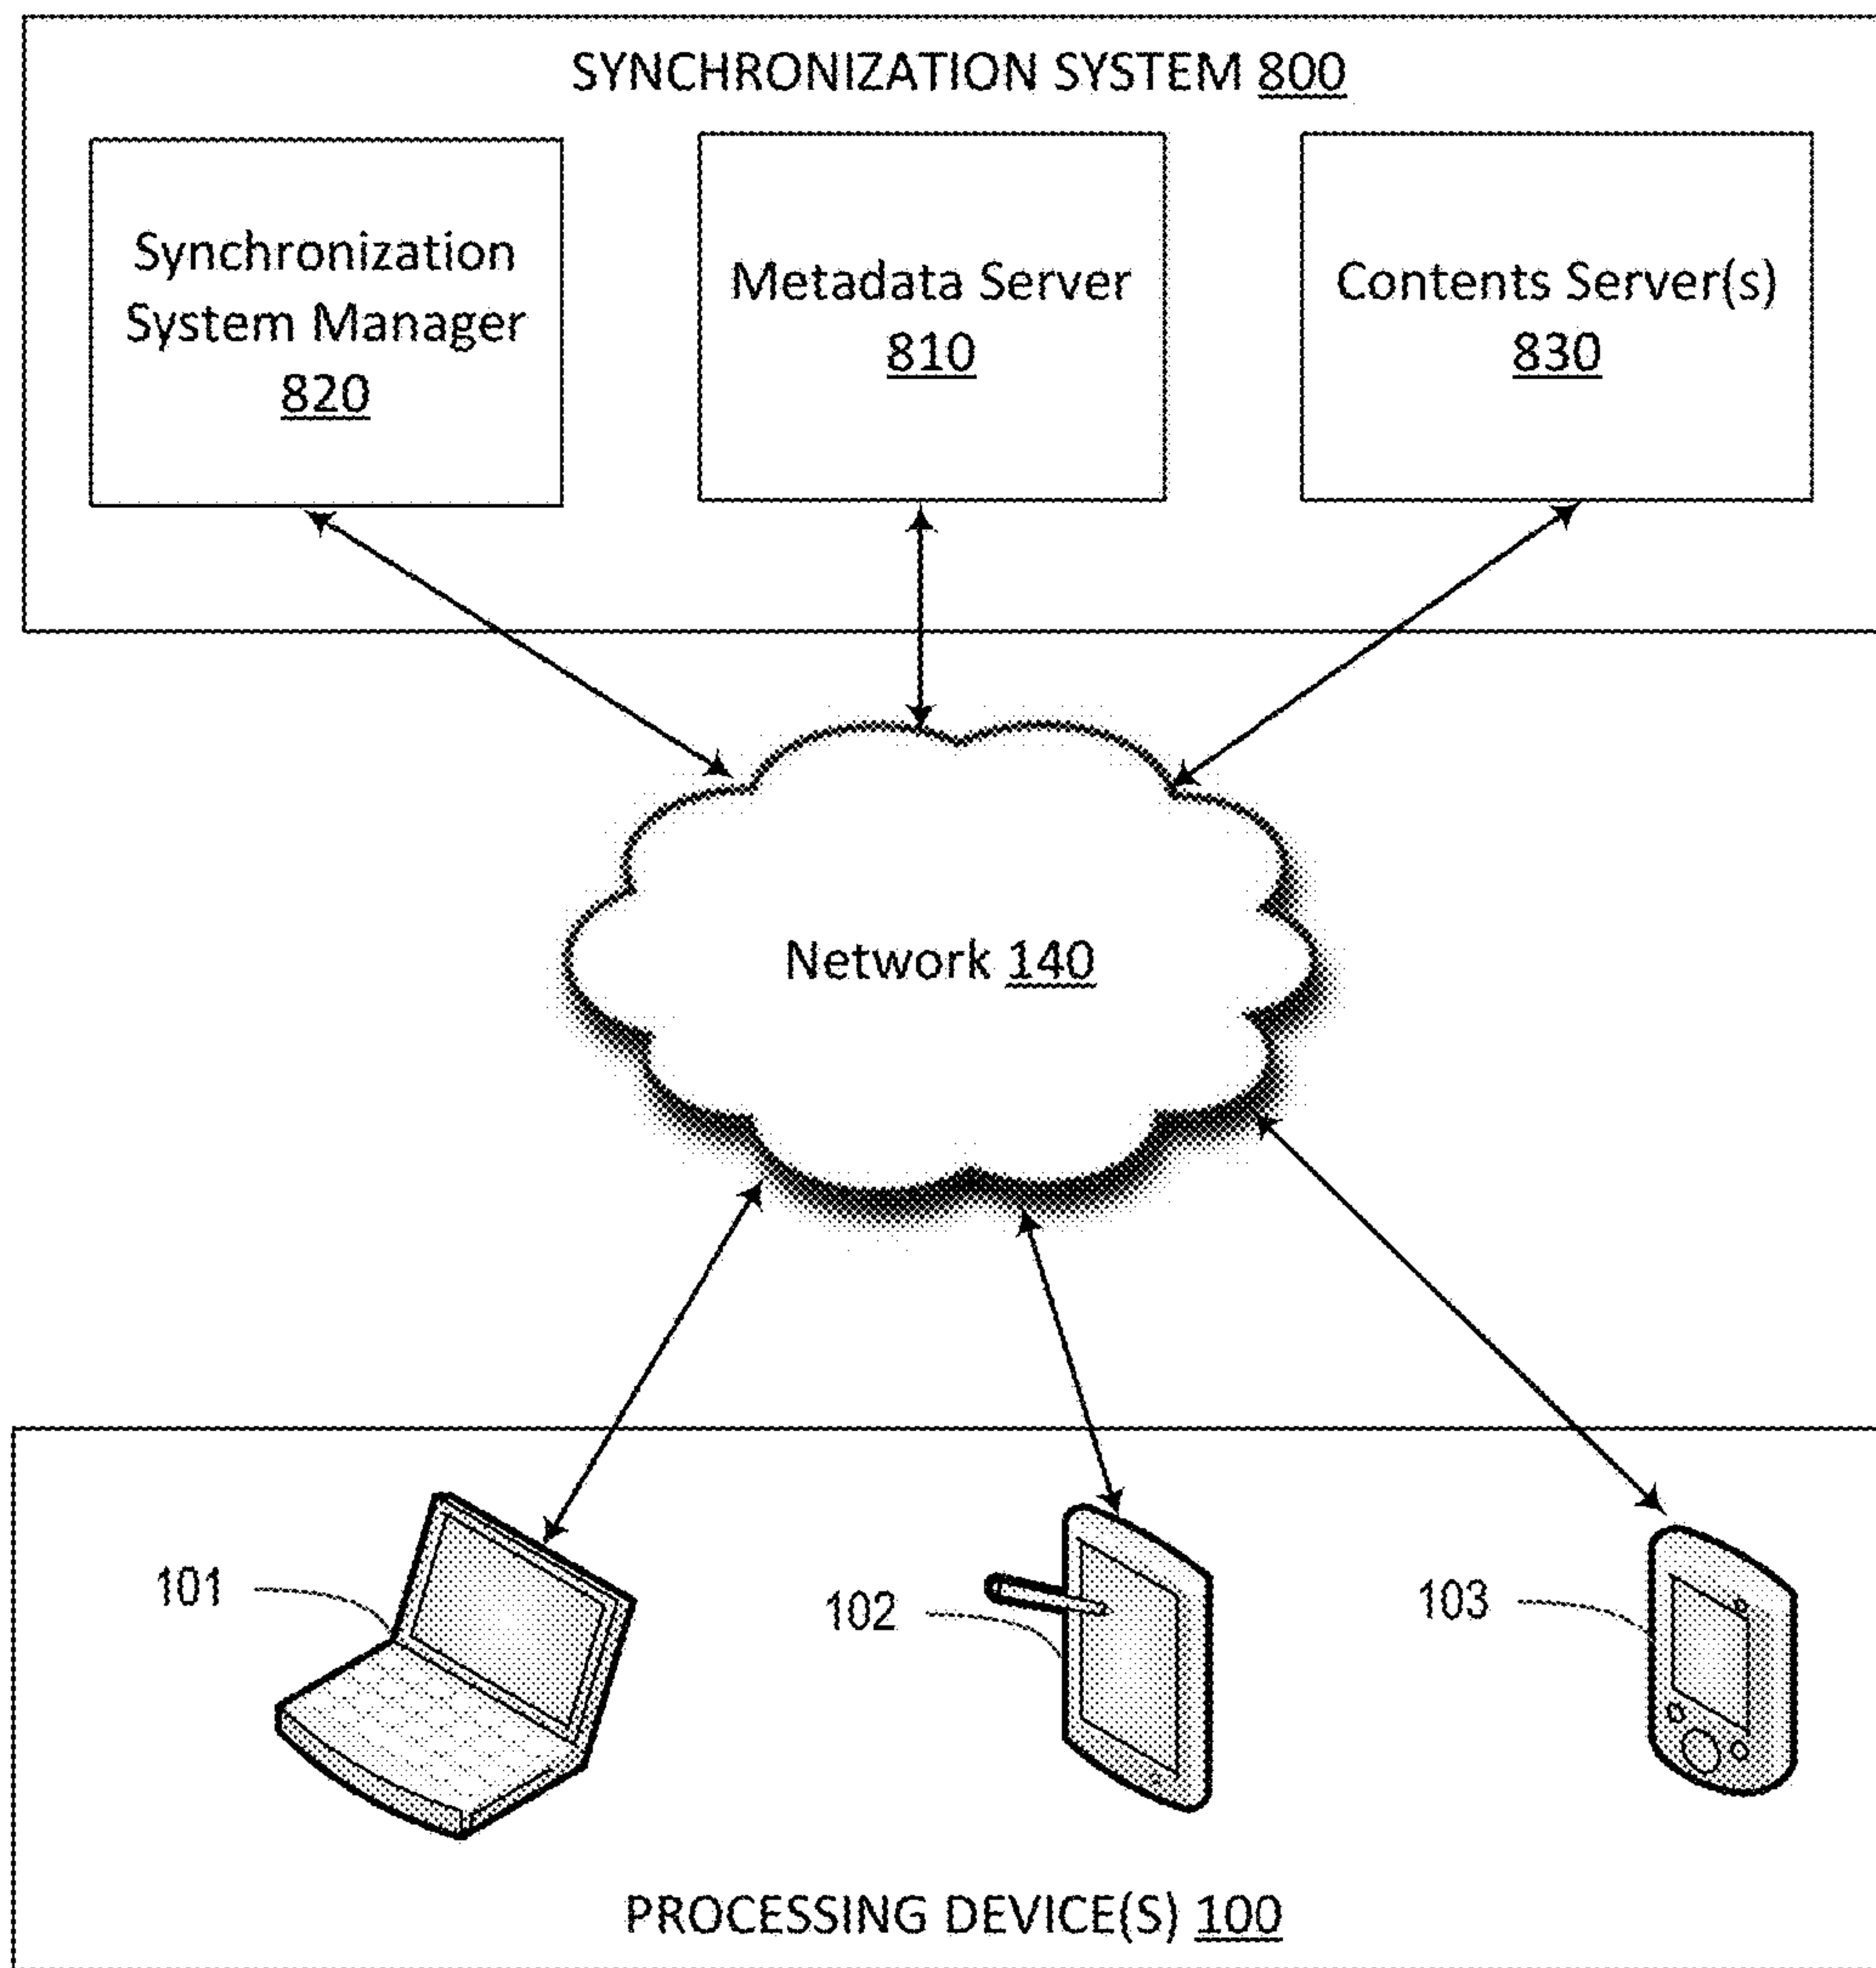 SYNCHRONIZATION SYSTEM 800
Synchronization
System Manager
820
Metadata Server
810
Contents Server(s)
830
Network 140
101
102
103
PROCESSING DEVICE(S) 100